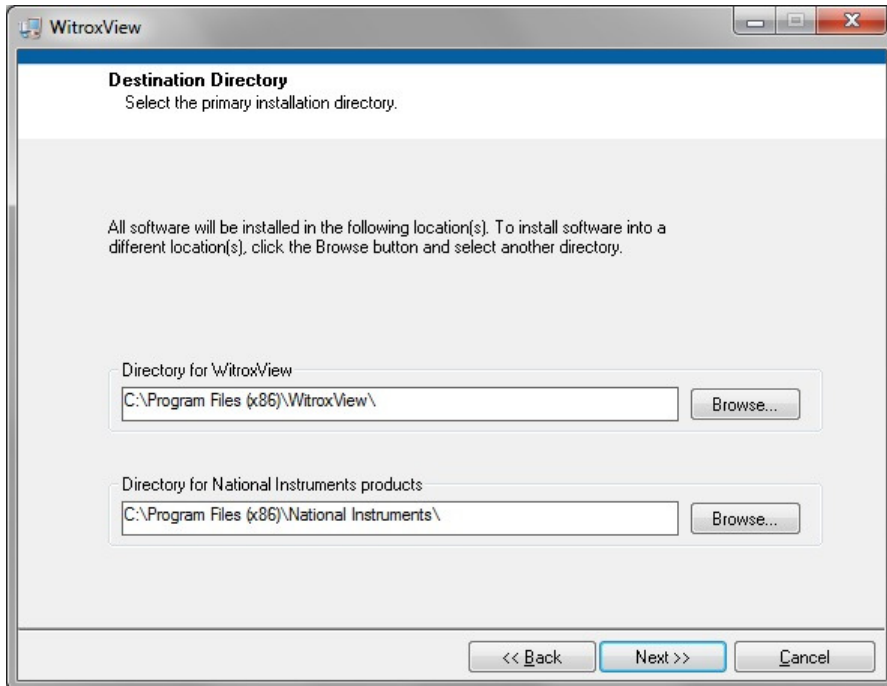 WitroxView
Destination Directory
Select the primary installation directory.
All software will be installed in the following location(s). To install software into a
different location(s), click the Browse button and select another directory.
Directory for WitroxView
C:\Program Files (x86)\WitroxView\
Browse...
Directory for National Instruments products
C:\Program Files (x86)\National Instruments\
Browse...
<< Back
Next >>
Cancel